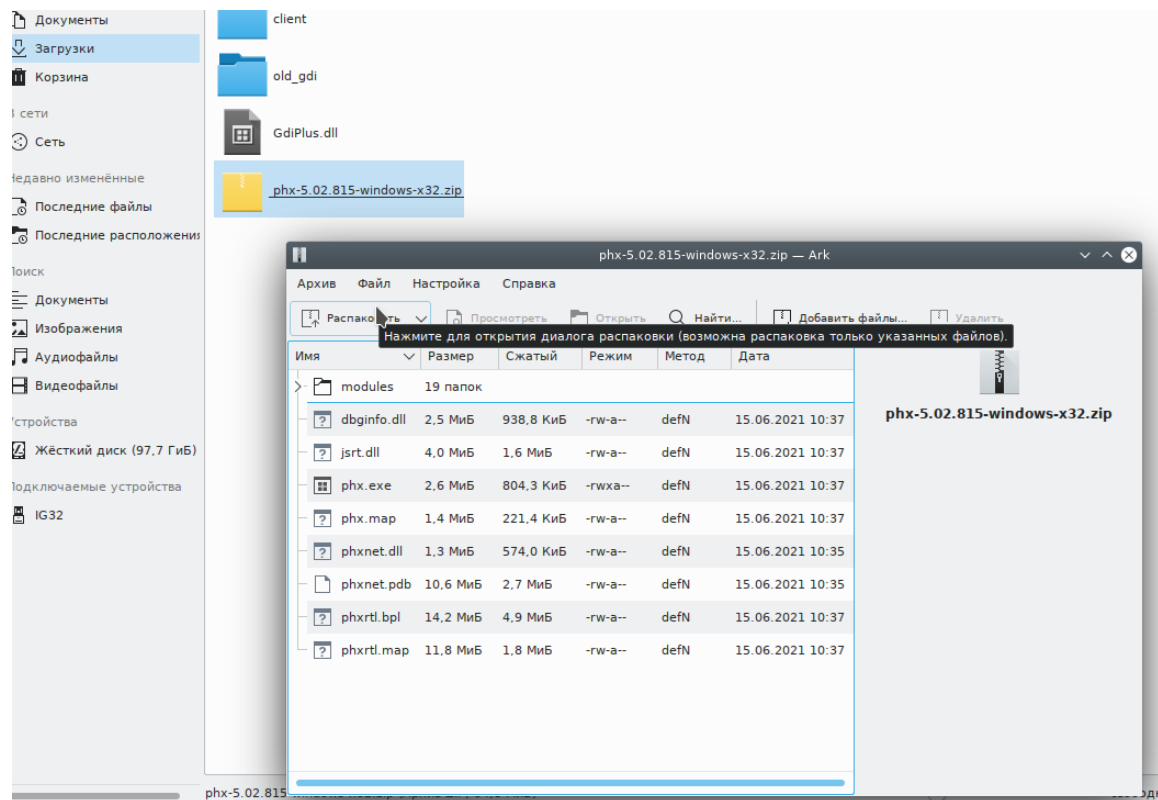 Документы
Загрузки
Корзина
сети
Сеть
Недавно изменённые
Последние файлы
Последние расположения
Поиск
Документы
Изображения
Аудиофайлы
Видеофайлы
Устройства
Жёсткий диск (97,7 ГиБ)
Подключаемые устройства
IG32
client
old_gdi
GdiPlus.dll
phx-5.02.815-windows-x32.zip
phx-5.02.815-windows-x32.zip — Ark
Архив Файл Настройка Справка
Распаковать Просмотреть Открыть Найти... Добавить файлы... Удалить
Нажмите для открытия диалога распаковки (возможна распаковка только указанных файлов).
Имя Размер Сжатый Режим Метод Дата
modules 19 папок
dbginfo.dll 2,5 МиБ 938,8 КиБ -rw-a-- defN 15.06.2021 10:37
jsrt.dll 4,0 МиБ 1,6 МиБ -rw-a-- defN 15.06.2021 10:37
phx.exe 2,6 МиБ 804,3 КиБ -rwxa-- defN 15.06.2021 10:37
phx.map 1,4 МиБ 221,4 КиБ -rw-a-- defN 15.06.2021 10:37
phxnet.dll 1,3 МиБ 574,0 КиБ -rw-a-- defN 15.06.2021 10:35
phxnet.pdb 10,6 МиБ 2,7 МиБ -rw-a-- defN 15.06.2021 10:35
phxrtl.bpl 14,2 МиБ 4,9 МиБ -rw-a-- defN 15.06.2021 10:37
phxrtl.map 11,8 МиБ 1,8 МиБ -rw-a-- defN 15.06.2021 10:37
phx-5.02.815-windows-x32.zip
phx-5.02.815